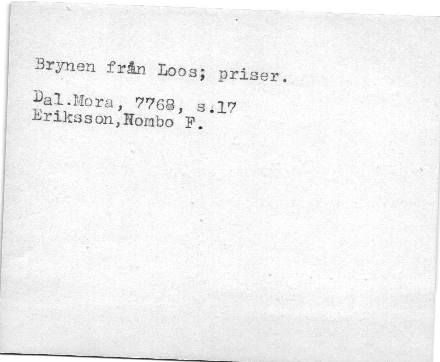 Brynen från Loos; priser.
Dal.Mora, 7768, s.17
Eriksson,Nombo F.